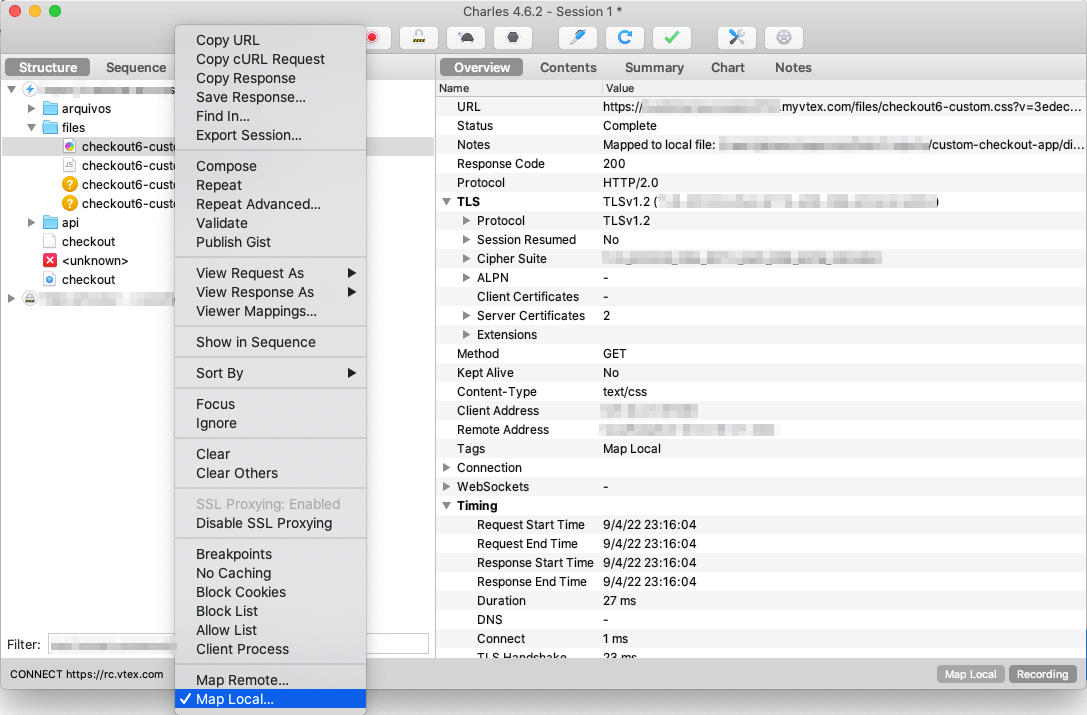 Charles 4.6.2 - Session 1 *
Structure
Sequence
arquivos
files
checkout6-custo
checkout6-custo
JS
checkout6-custo
checkout6-custo
api
checkout
<unknown>
checkout
Filter:
CONNECT https://rc.vtex.com
Copy URL
Copy cURL Request
Copy Response
Save Response...
Find In...
Export Session...
Compose
Repeat
Repeat Advanced...
Validate
Publish Gist
View Request As
View Response As
Viewer Mappings...
Show in Sequence
Sort By
Focus
Ignore
Clear
Clear Others
SSL Proxying: Enabled
Disable SSL Proxying
Breakpoints
No Caching
Block Cookies
Block List
Allow List
Client Process
Map Remote...
✓ Map Local...
Overview Contents Summary Chart Notes
Name Value
URL https:// .myvtex.com/files/checkout6-custom.css?v=3edec...
Status Complete
Notes Mapped to local file: /custom-checkout-app/di...
Response Code 200
Protocol HTTP/2.0
TLS TLSv1.2 ( )
Protocol TLSv1.2
Session Resumed No
Cipher Suite
ALPN -
Client Certificates -
Server Certificates 2
Extensions
Method GET
Kept Alive No
Content-Type text/css
Client Address
Remote Address
Tags Map Local
Connection
WebSockets -
Timing
Request Start Time 9/4/22 23:16:04
Request End Time 9/4/22 23:16:04
Response Start Time 9/4/22 23:16:04
Response End Time 9/4/22 23:16:04
Duration 27 ms
DNS -
Connect 1 ms
TLS Handshake 23 ms
Map Local Recording